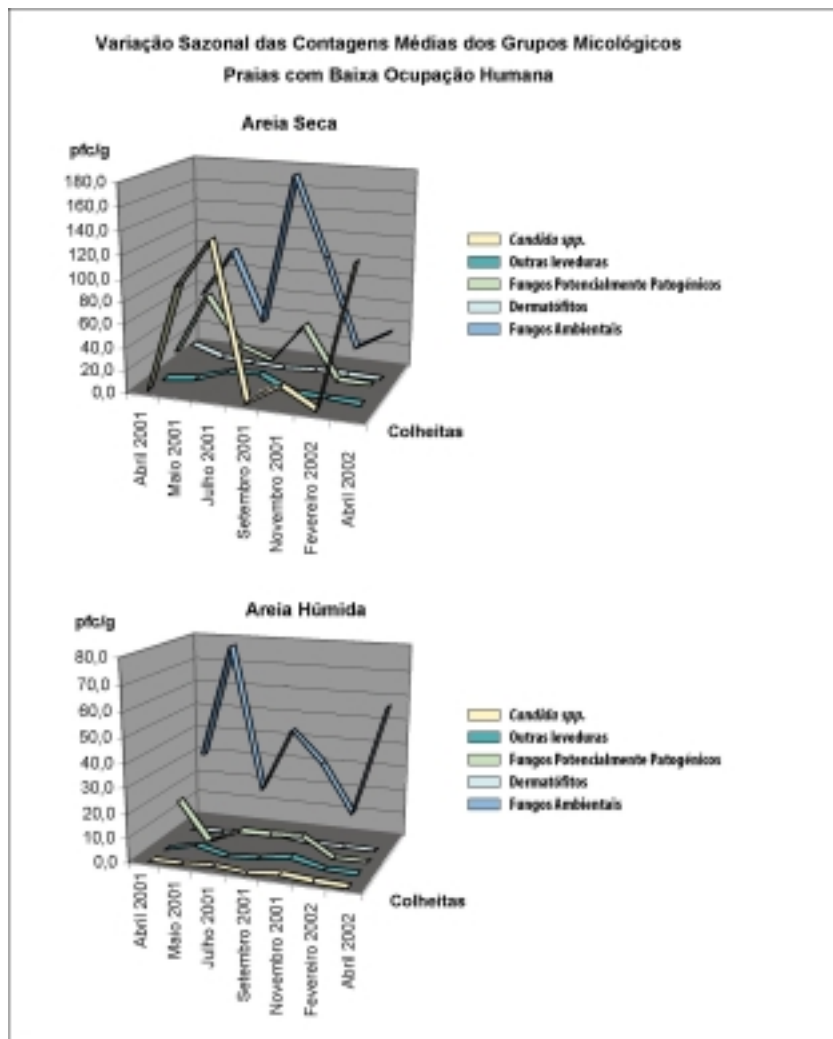 Variação Sazonal das Contagens Médias dos Grupos Micológicos
Praias com Baixa Ocupação Humana
Areia Seca
pfc/g
180,0
160,0
140,0
120,0
100,0
80,0
60,0
40,0
20,0
0,0
Abril 2001
Maio 2001
Julho 2001
Setembro 2001
Novembro 2001
Fevereiro 2002
Abril 2002
Colheitas
Candida spp.
Outras leveduras
Fungos Potencialmente Patogénicos
Dermatófitos
Fungos Ambientais
Areia Húmida
pfc/g
80,0
70,0
60,0
50,0
40,0
30,0
20,0
10,0
0,0
Abril 2001
Maio 2001
Julho 2001
Setembro 2001
Novembro 2001
Fevereiro 2002
Abril 2002
Colheitas
Candida spp.
Outras leveduras
Fungos Potencialmente Patogénicos
Dermatófitos
Fungos Ambientais